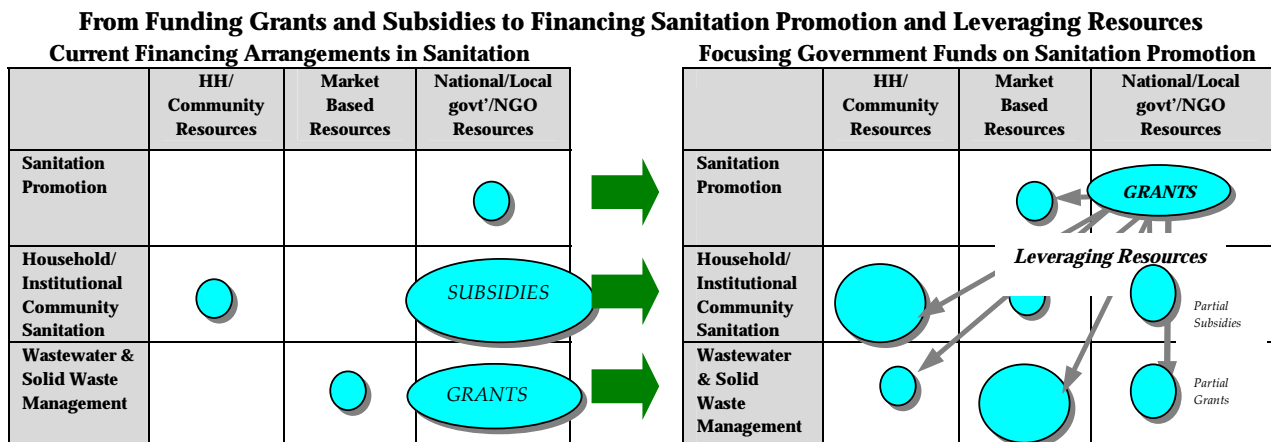 From Funding Grants and Subsidies to Financing Sanitation Promotion and Leveraging Resources
Current Financing Arrangements in Sanitation
HH/
Community
Resources
Market
Based
Resources
National/Local
govt'/NGO
Resources
Sanitation
Promotion
Household/
Institutional
Community
Sanitation
SUBSIDIES
Wastewater &
Solid Waste
Management
GRANTS
Focusing Government Funds on Sanitation Promotion
HH/
Community
Resources
Market
Based
Resources
National/Local
govt'/NGO
Resources
Sanitation
Promotion
GRANTS
Leveraging Resources
Household/
Institutional
Community
Sanitation
Partial
Subsidies
Wastewater
& Solid
Waste
Management
Partial
Grants